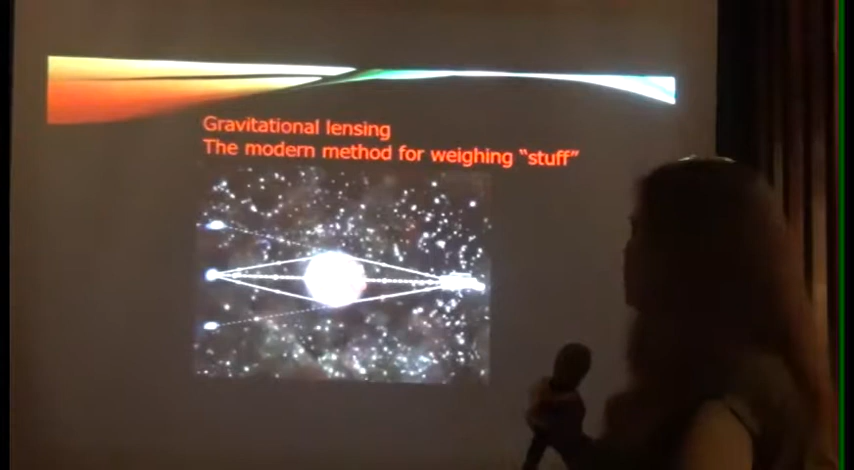 Gravitational lensing
The modern method for weighing “stuff”